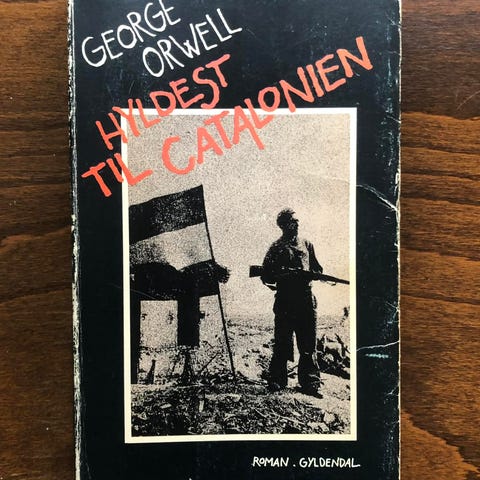 GEORGE
ORWELL
HYLDEST
TIL CATALONIEN
ROMAN . GYLDENDAL